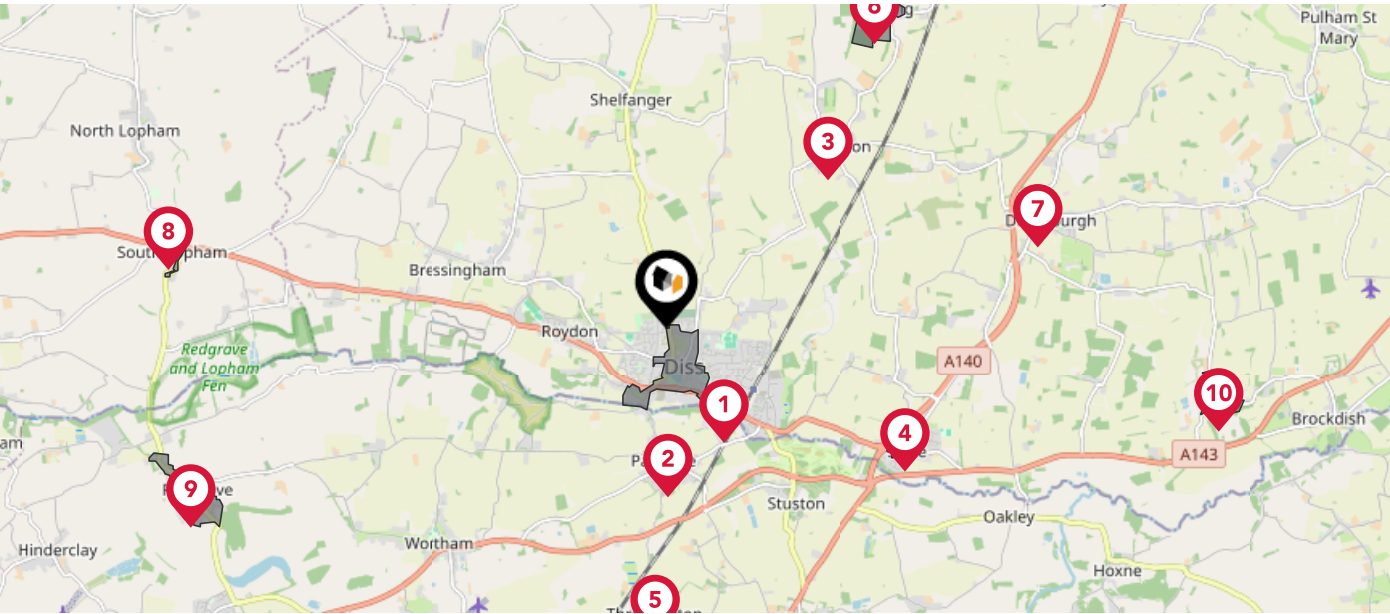 6
Pulham St
Mary
Shelfanger
North Lopham
3
7
8
Bressingham
Roydon
Redgrave
and Lopham
Fen
Diss
A140
1
10
Brockdish
4
A143
2
9
Stuston
Oakley
Wortham
Hinderclay
Hoxne
5